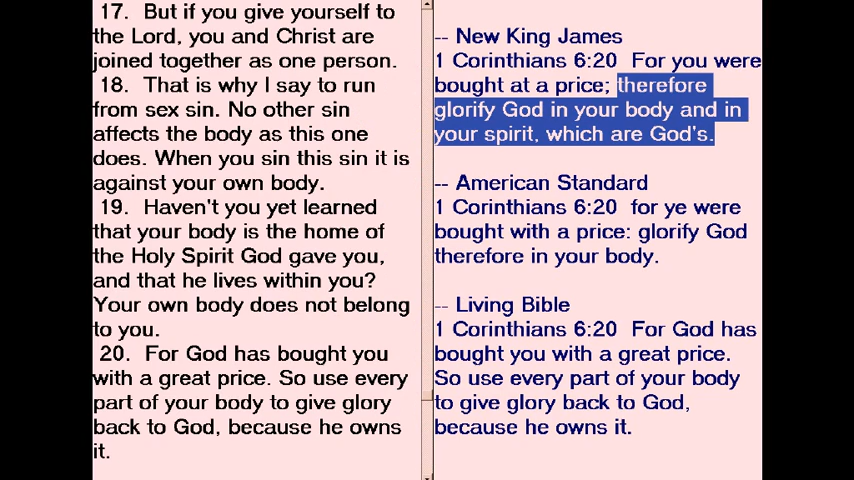 17.  But if you give yourself to
the Lord, you and Christ are
joined together as one person.
18.  That is why I say to run
from sex sin. No other sin
affects the body as this one
does. When you sin this sin it is
against your own body.
19.  Haven't you yet learned
that your body is the home of
the Holy Spirit God gave you,
and that he lives within you?
Your own body does not belong
to you.
20.  For God has bought you
with a great price. So use every
part of your body to give glory
back to God, because he owns
it.
-- New King James
1 Corinthians 6:20  For you were
bought at a price; therefore
glorify God in your body and in
your spirit, which are God's.
-- American Standard
1 Corinthians 6:20  for ye were
bought with a price: glorify God
therefore in your body.
-- Living Bible
1 Corinthians 6:20  For God has
bought you with a great price.
So use every part of your body
to give glory back to God,
because he owns it.